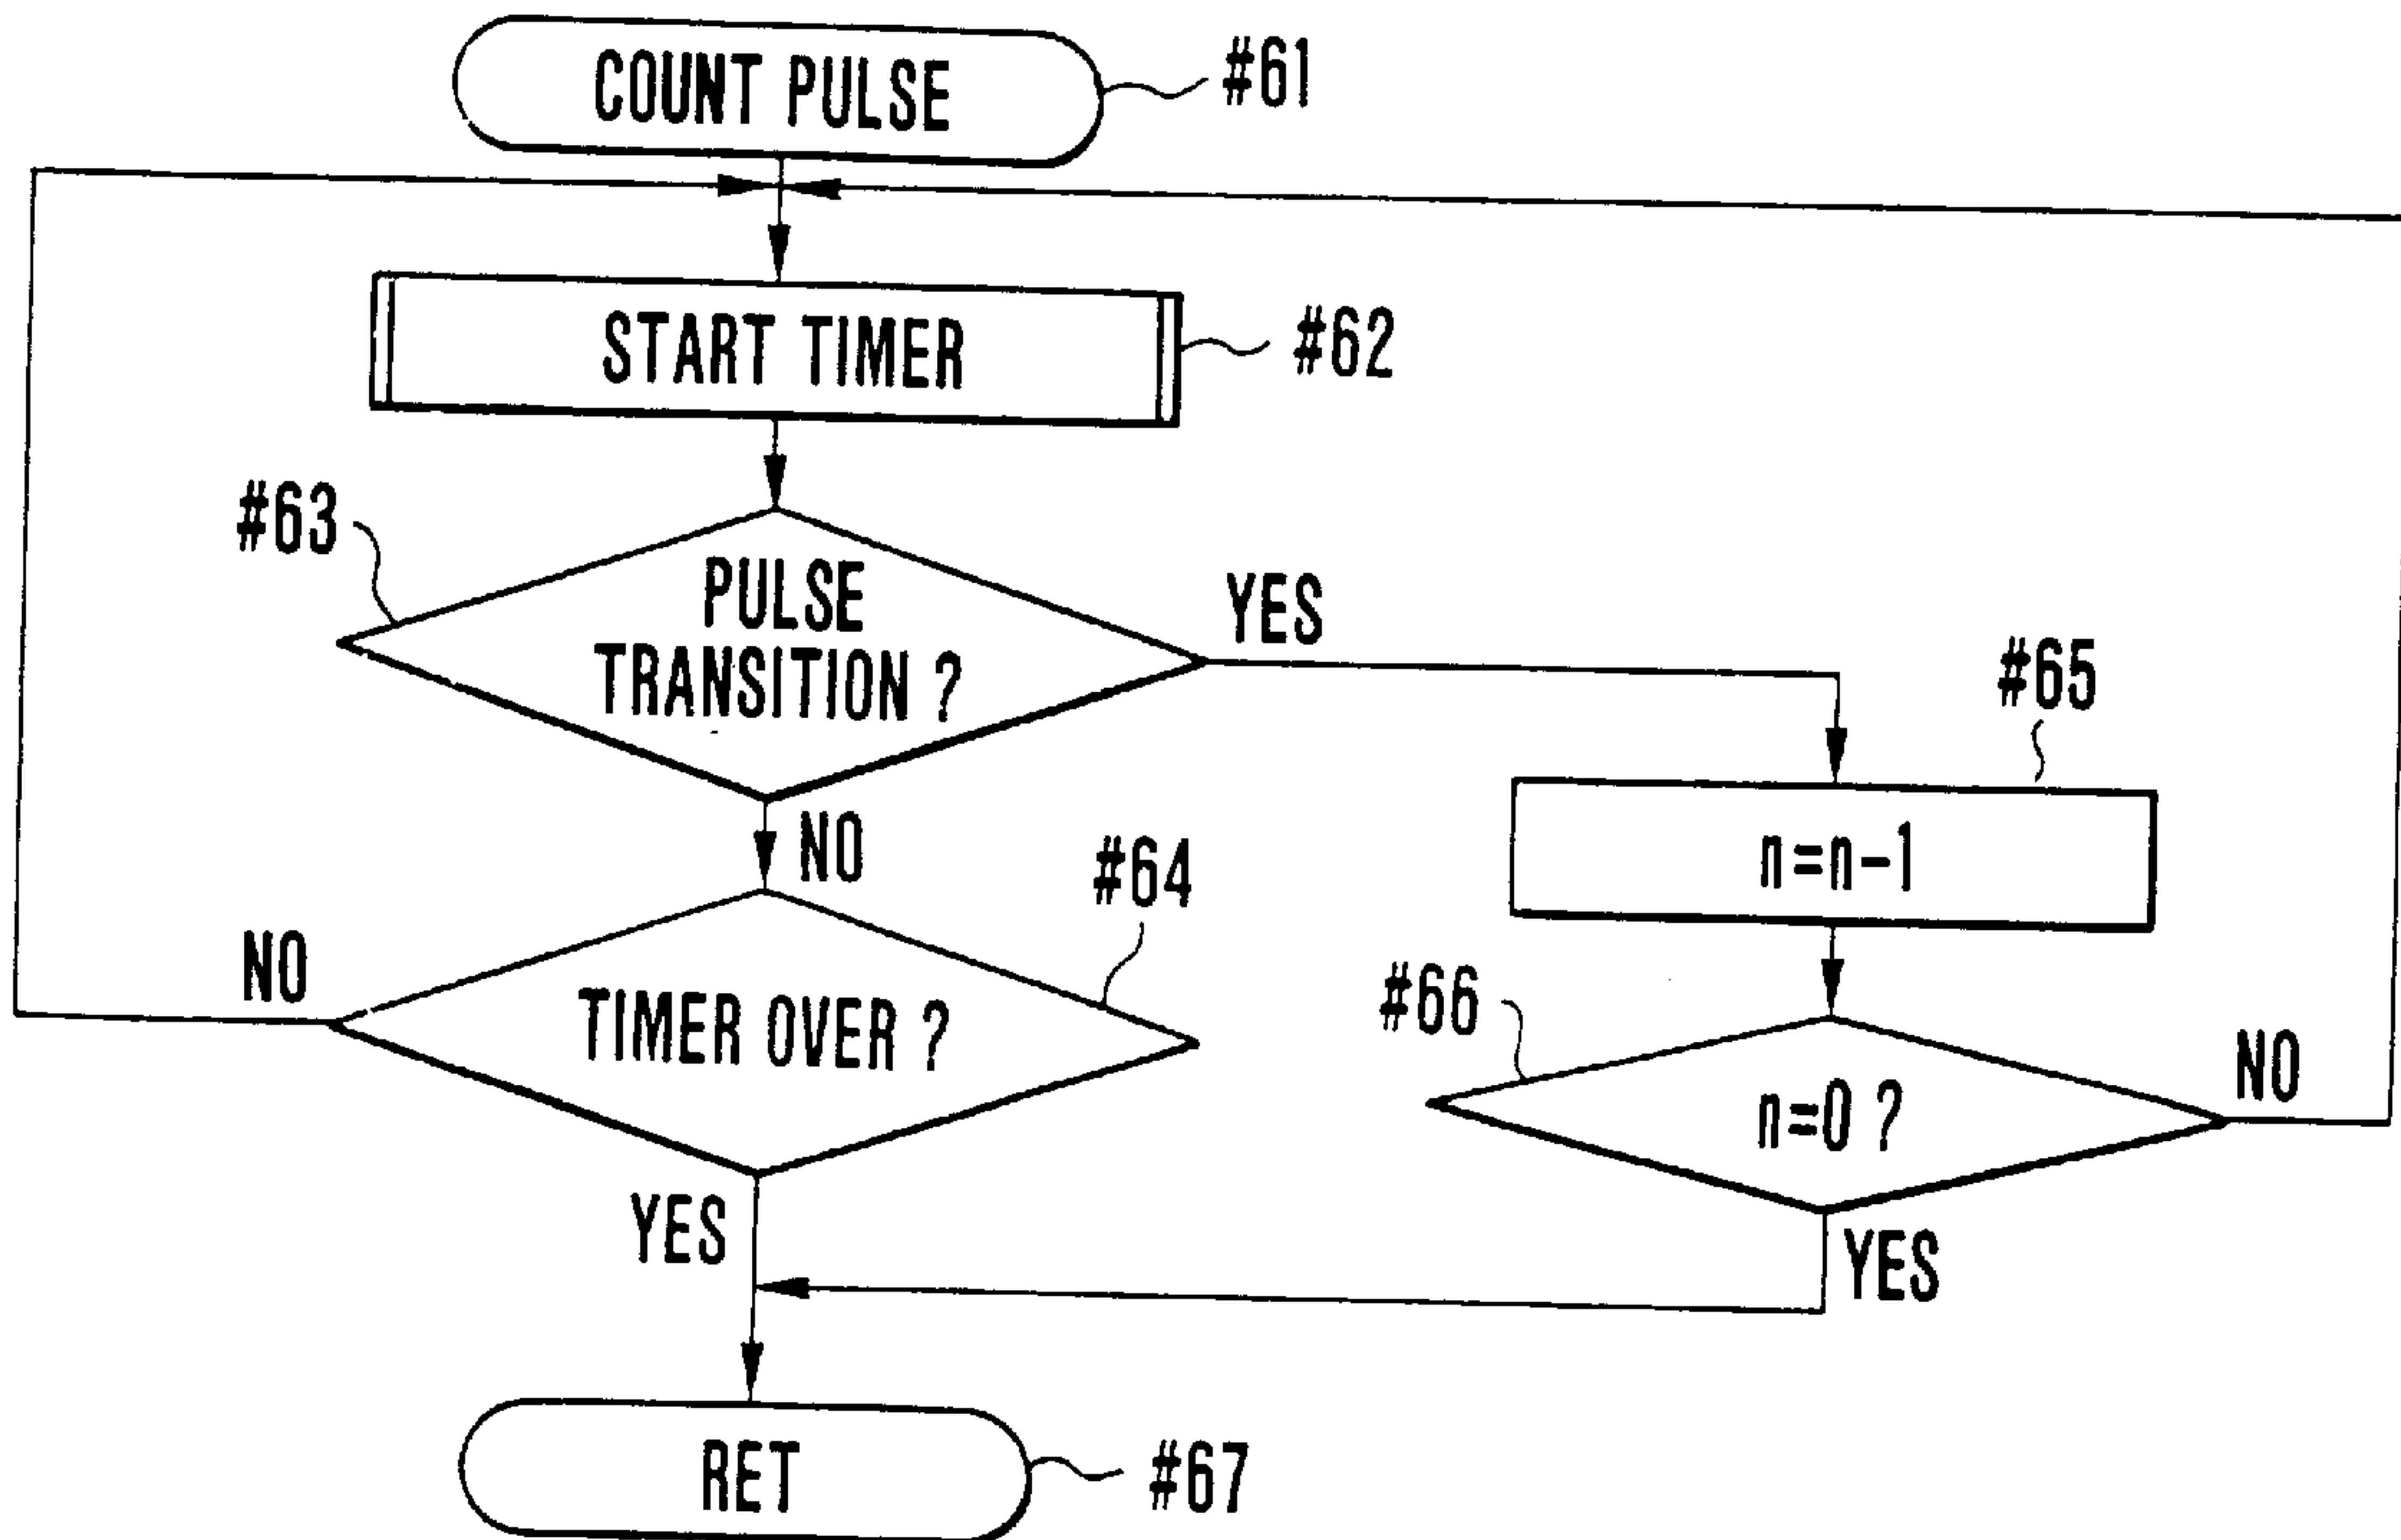 COUNT PULSE
#61
START TIMER
#62
#63
PULSE
TRANSITION ?
YES
NO
#65
n=n-1
#64
NO
TIMER OVER ?
#66
n=0 ?
NO
YES
YES
RET
#67